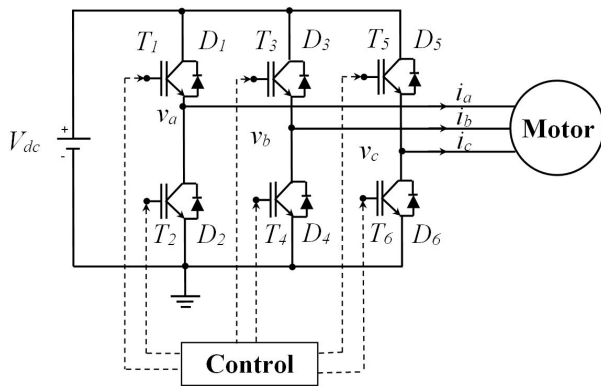 T1 D1 T3 D3 T5 D5
+
Vdc
-
va
vb
vc
ia
ib
ic
Motor
T2 D2 T4 D4 T6 D6
Control